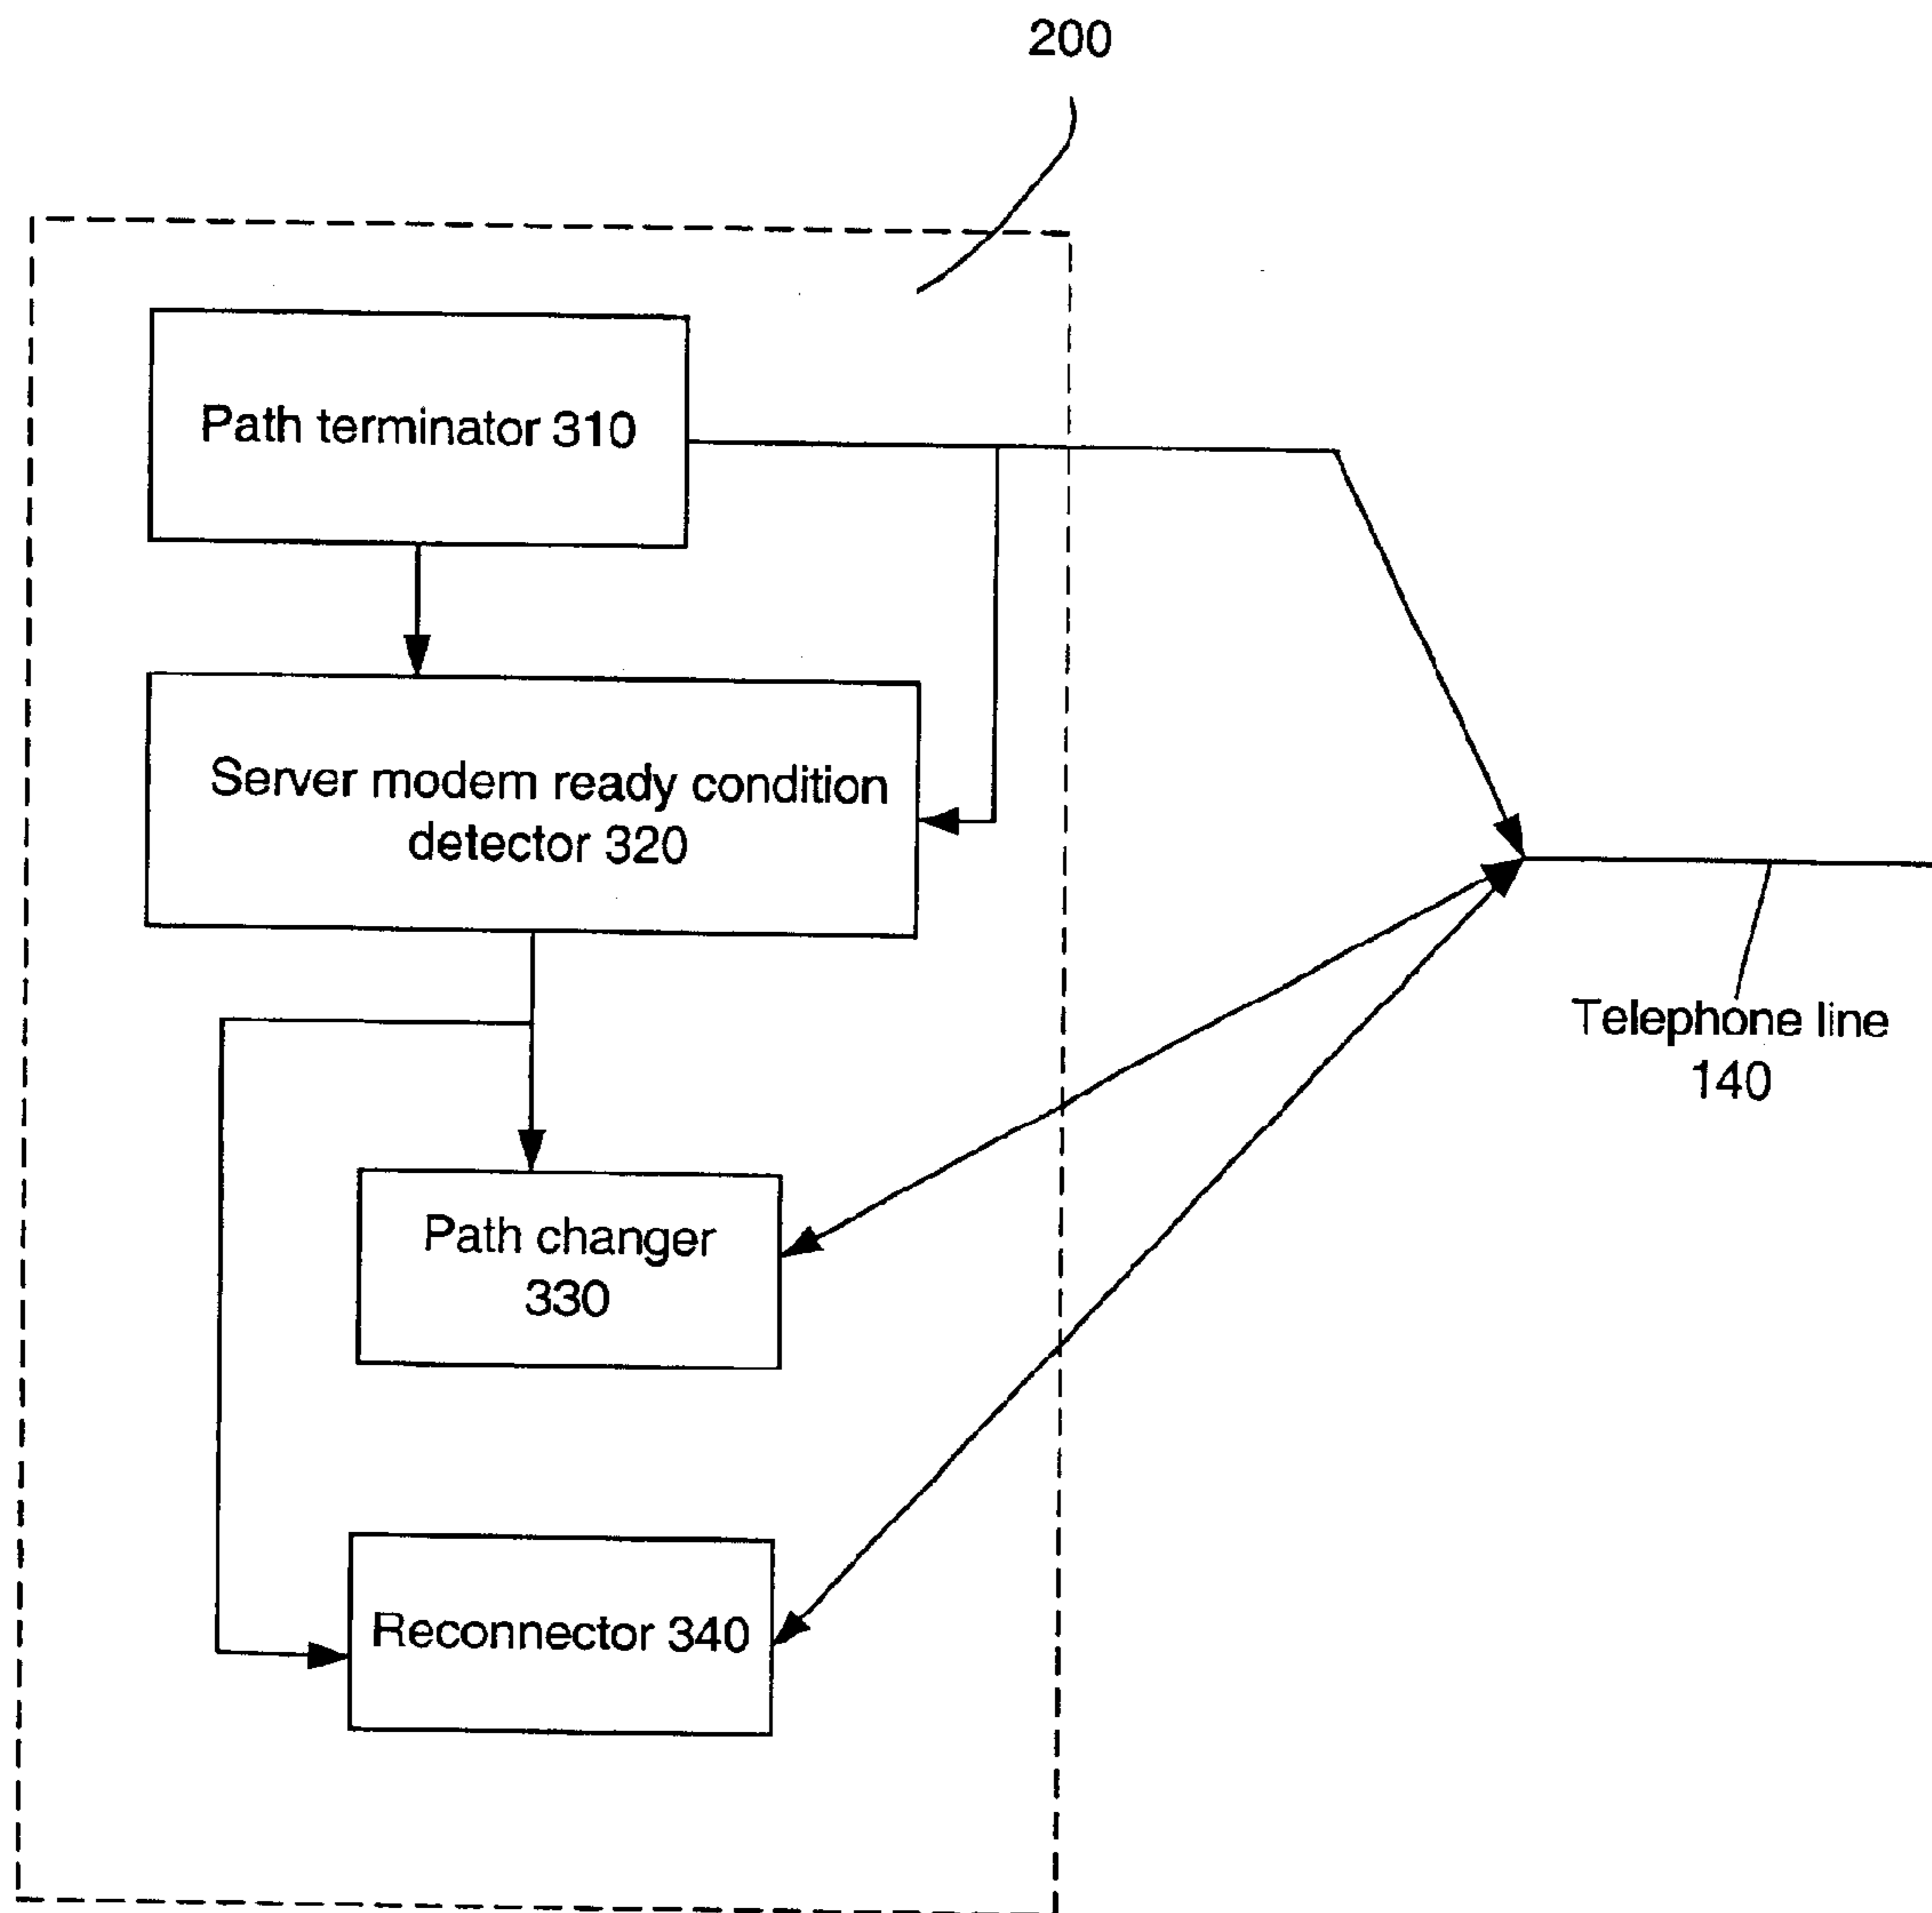 200
Path terminator 310
Server modem ready condition
detector 320
Telephone line
140
Path changer
330
Reconnector 340